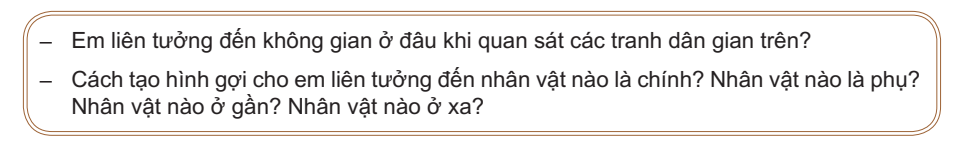 – Em liên tưởng đến không gian ở đâu khi quan sát các tranh dân gian trên?
– Cách tạo hình gợi cho em liên tưởng đến nhân vật nào là chính? Nhân vật nào là phụ?
Nhân vật nào ở gần? Nhân vật nào ở xa?